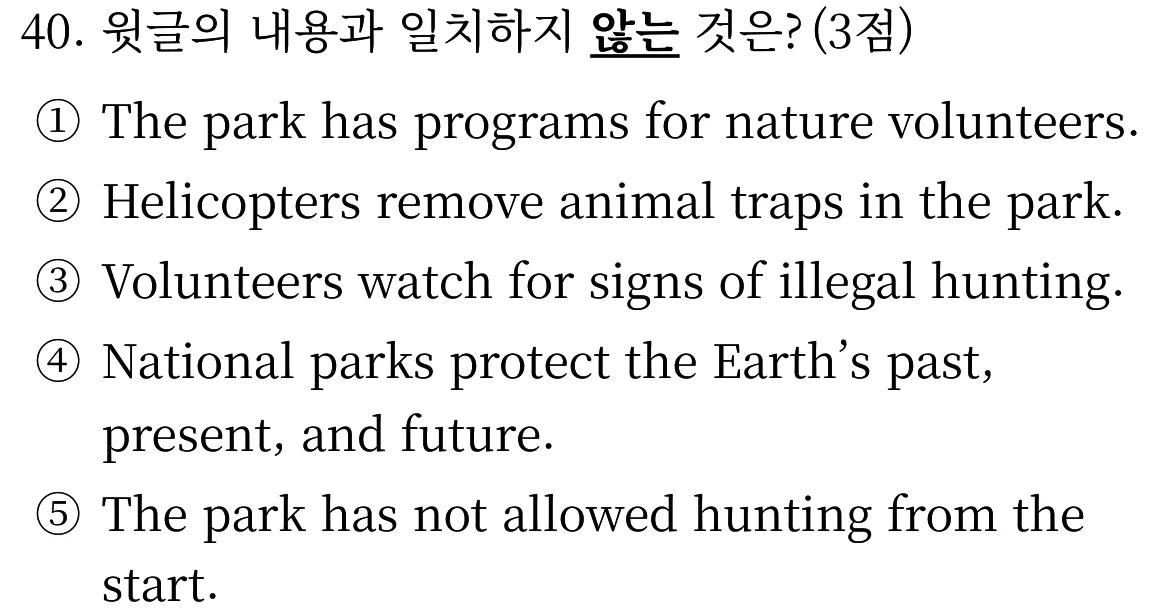 40. 윗글의 내용과 일치하지 않는 것은? (3점)
① The park has programs for nature volunteers.
② Helicopters remove animal traps in the park.
③ Volunteers watch for signs of illegal hunting.
④ National parks protect the Earth’s past,
present, and future.
⑤ The park has not allowed hunting from the
start.